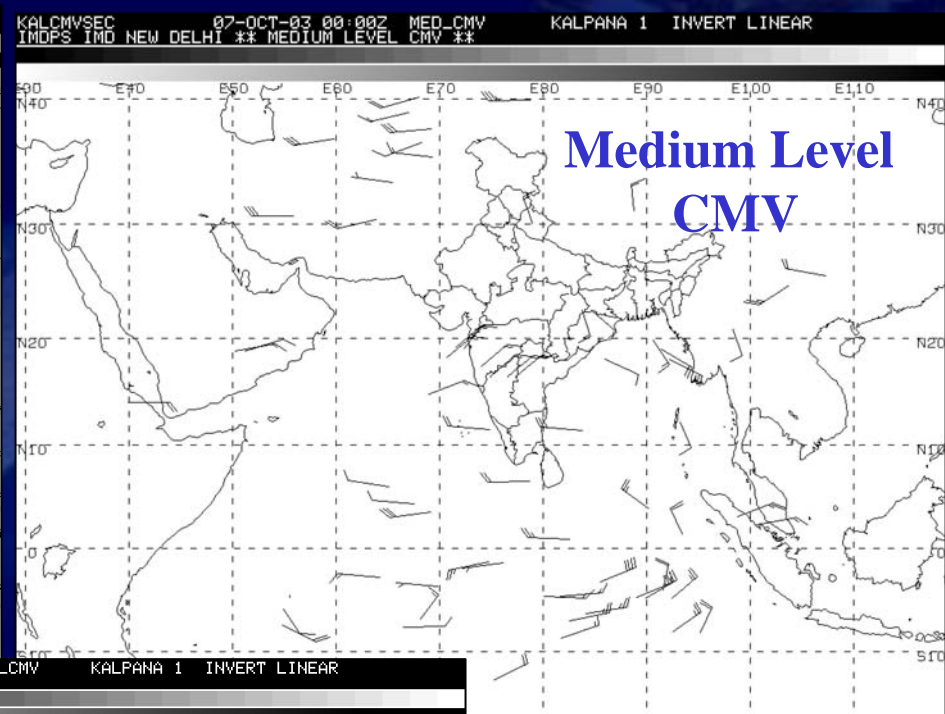 KALCMVSEC 07-OCT-03 00:00Z MED_CMV KALPANA 1 INVERT LINEAR
IMDPS IMD NEW DELHI ** MEDIUM LEVEL CMV **
E40 E50 E60 E70 E80 E90 E100 E110
N40 N40
Medium Level
CMV
N30 N30
N20 N20
N10 N10
0 0
S10 S10
LCMV KALPANA 1 INVERT LINEAR